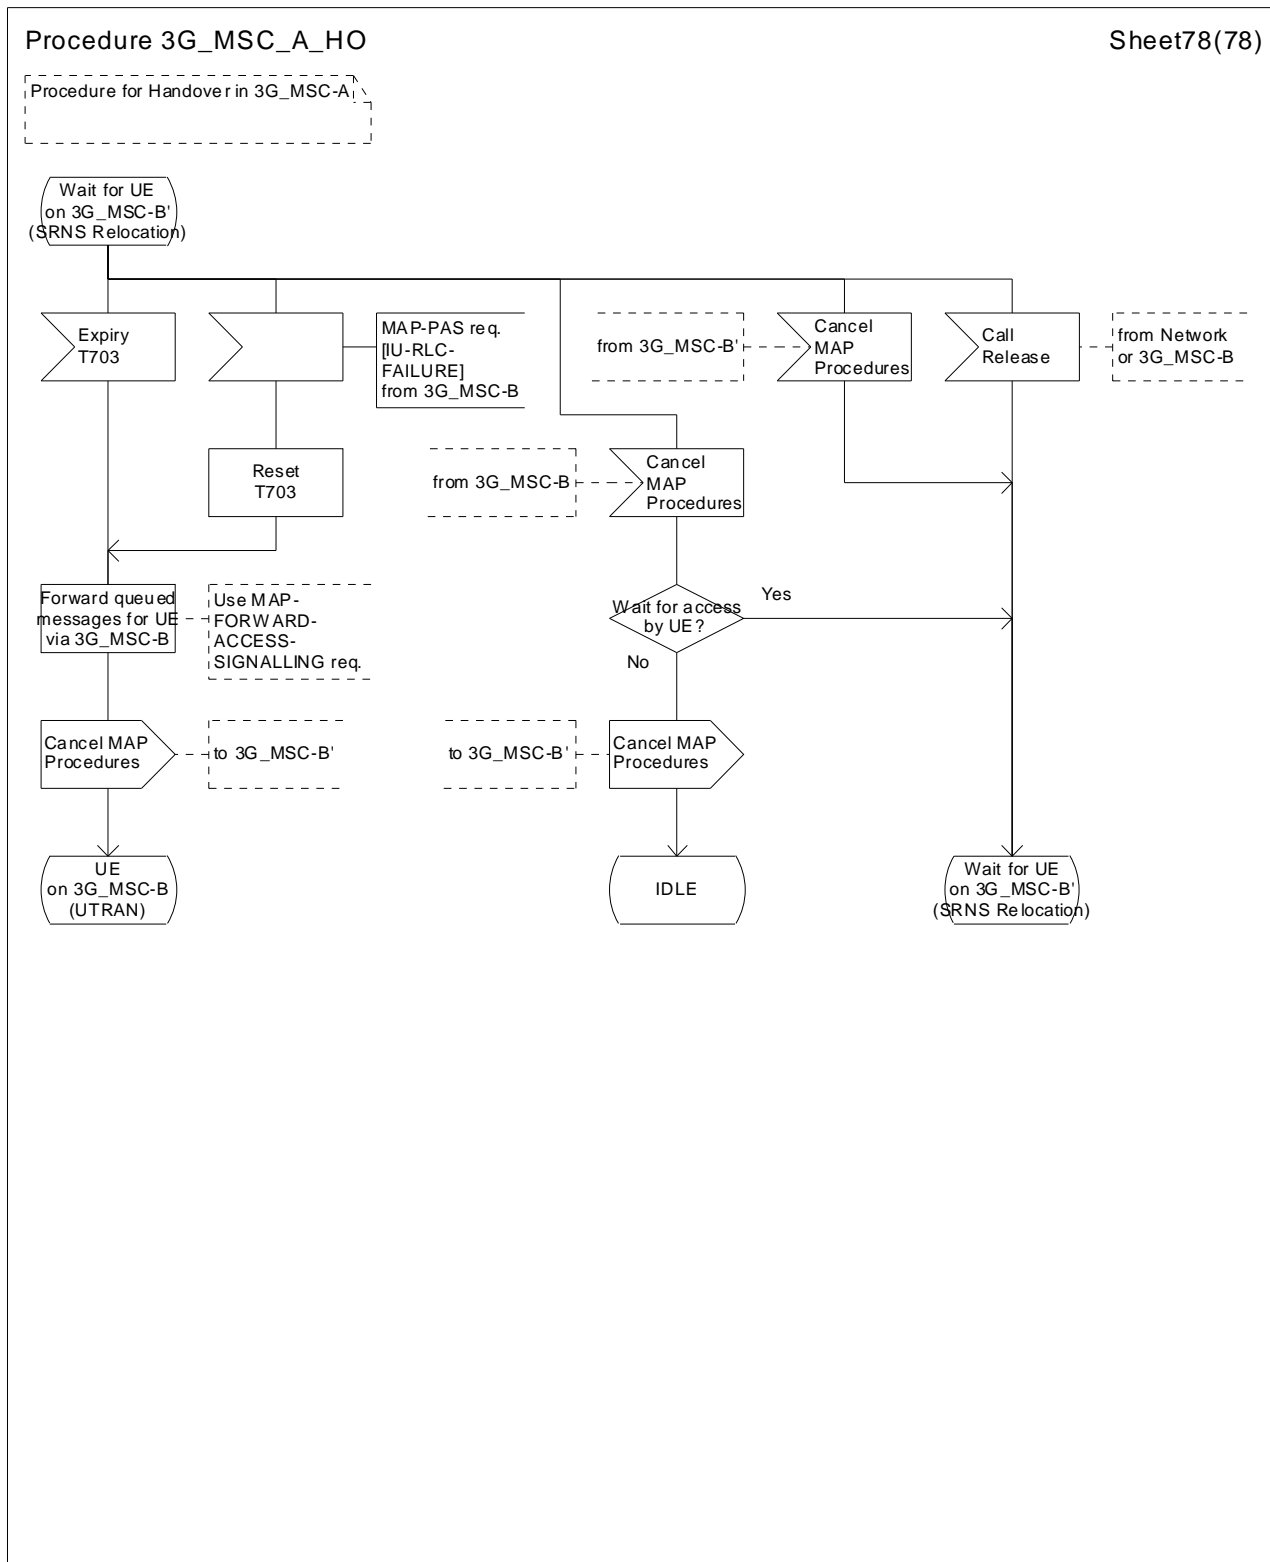 Procedure 3G_MSC_A_HO
Sheet78(78)
Procedure for Handover in 3G_MSC-A
Wait for UE
on 3G_MSC-B'
(SRNS Relocation)
Expiry
T703
MAP-PAS req.
[IU-RLC-
FAILURE]
from 3G_MSC-B
from 3G_MSC-B'
Cancel
MAP
Procedures
Call
Release
from Network
or 3G_MSC-B
Reset
T703
from 3G_MSC-B
Cancel
MAP
Procedures
Forward queued
messages for UE
via 3G_MSC-B
Use MAP-
FORWARD-
ACCESS-
SIGNALLING req.
Wait for access
by UE?
Yes
No
Cancel MAP
Procedures
to 3G_MSC-B'
to 3G_MSC-B'
Cancel MAP
Procedures
UE
on 3G_MSC-B
(UTRAN)
IDLE
Wait for UE
on 3G_MSC-B'
(SRNS Relocation)